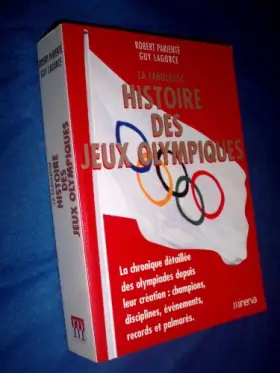 ROBERT PARIENTÉ
GUY LAGORCE
LA FABULEUSE
HISTOIRE
DES
JEUX OLYMPIQUES
La chronique détaillée
des olympiades depuis
leur création : champions,
disciplines, événements,
records et palmarès.
minerva
ROBERT PARIENTÉ
GUY LAGORCE
LA FABULEUSE
HISTOIRE
DES
JEUX OLYMPIQUES